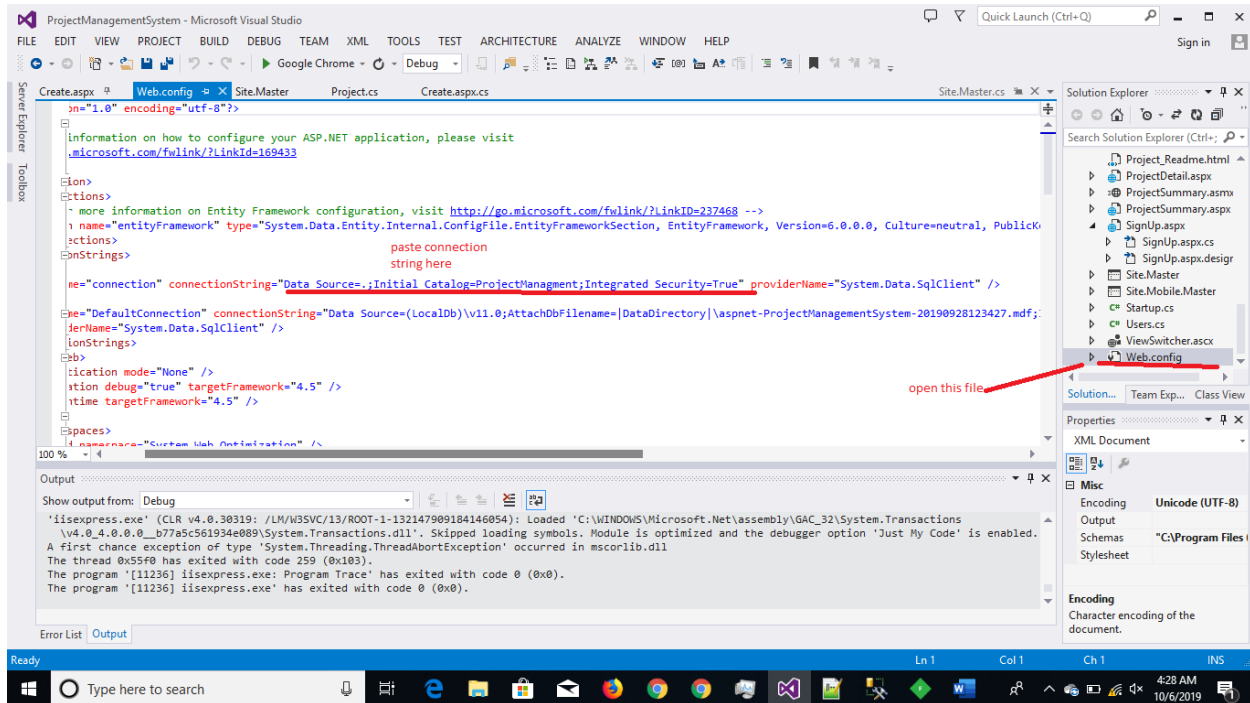 ProjectManagementSystem - Microsoft Visual Studio
Quick Launch (Ctrl+Q)
FILE EDIT VIEW PROJECT BUILD DEBUG TEAM XML TOOLS TEST ARCHITECTURE ANALYZE WINDOW HELP
Sign in
Google Chrome
Debug
Server Explorer
Toolbox
Create.aspx Web.config Site.Master Project.cs Create.aspx.cs Site.Master.cs
on="1.0" encoding="utf-8"?>
information on how to configure your ASP.NET application, please visit
.microsoft.com/fwlink/?LinkId=169433
ion>
ctions>
- more information on Entity Framework configuration, visit http://go.microsoft.com/fwlink/?LinkID=237468 -->
n name="entityFramework" type="System.Data.Entity.Internal.ConfigFile.EntityFrameworkSection, EntityFramework, Version=6.0.0.0, Culture=neutral, PublicK
ections>
onStrings>
paste connection
string here
me="connection" connectionString="Data Source=.;Initial Catalog=ProjectManagment;Integrated Security=True" providerName="System.Data.SqlClient" />
me="DefaultConnection" connectionString="Data Source=(LocalDb)\v11.0;AttachDbFilename=|DataDirectory|\aspnet-ProjectManagementSystem-20190928123427.mdf;
derName="System.Data.SqlClient" />
ionStrings>
eb>
tication mode="None" />
ation debug="true" targetFramework="4.5" />
ntime targetFramework="4.5" />
spaces>
d namespace="System.Web.Optimization" />
open this file
100 %
Solution Explorer
Search Solution Explorer (Ctrl+;
Project_Readme.html
ProjectDetail.aspx
ProjectSummary.asmx
ProjectSummary.aspx
SignUp.aspx
SignUp.aspx.cs
SignUp.aspx.desigr
Site.Master
Site.Mobile.Master
C# Startup.cs
C# Users.cs
ViewSwitcher.ascx
Web.config
Solution... Team Exp... Class View
Properties
XML Document
Misc
Encoding Unicode (UTF-8)
Output
Schemas "C:\Program Files
Stylesheet
Encoding
Character encoding of the
document.
Output
Show output from: Debug
'iisexpress.exe' (CLR v4.0.30319: /LM/W3SVC/13/ROOT-1-132147909184146054): Loaded 'C:\WINDOWS\Microsoft.Net\assembly\GAC_32\System.Transactions
\v4.0_4.0.0.0__b77a5c561934e089\System.Transactions.dll'. Skipped loading symbols. Module is optimized and the debugger option 'Just My Code' is enabled.
A first chance exception of type 'System.Threading.ThreadAbortException' occurred in mscorlib.dll
The thread 0x55f0 has exited with code 259 (0x103).
The program '[11236] iisexpress.exe: Program Trace' has exited with code 0 (0x0).
The program '[11236] iisexpress.exe' has exited with code 0 (0x0).
Error List Output
Ready Ln 1 Col 1 Ch 1 INS
Type here to search
4:28 AM
10/6/2019